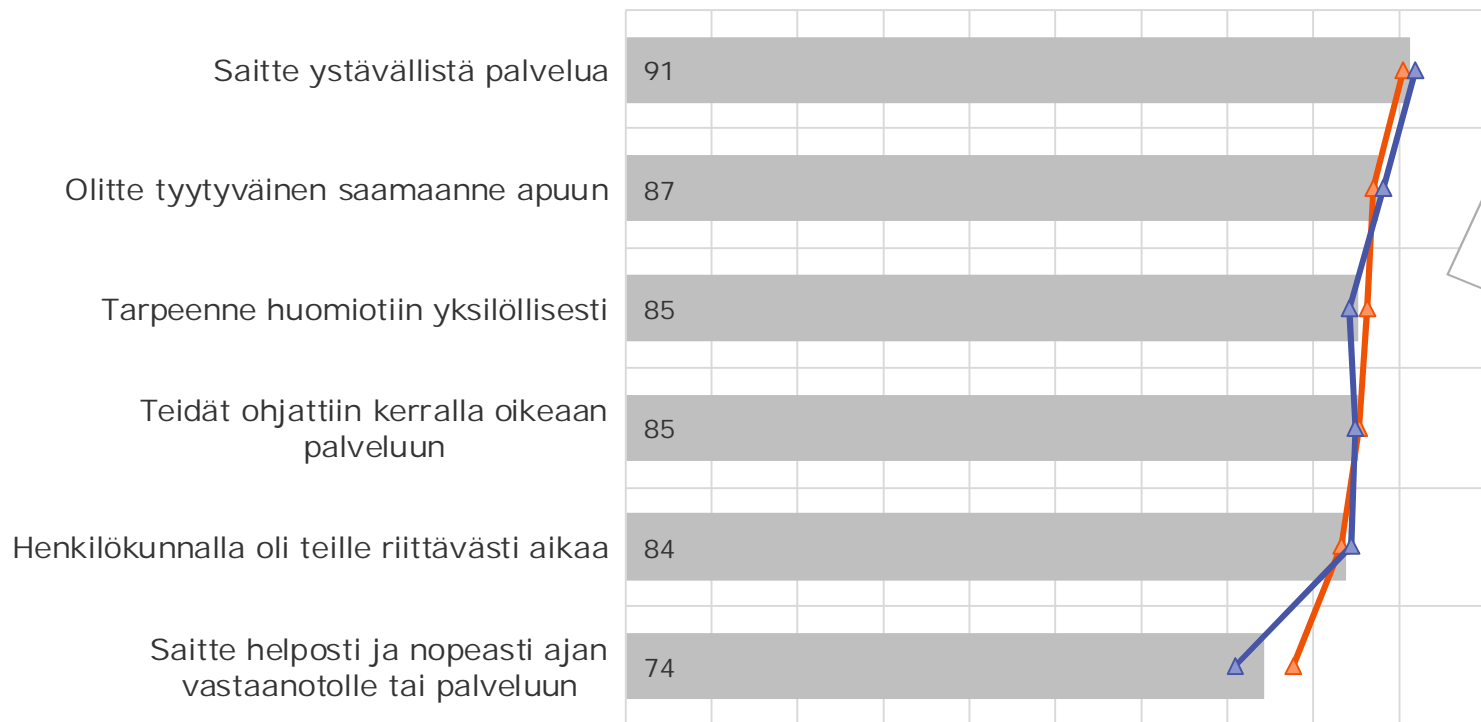 Saitte ystävällistä palvelua
91
Olitte tyytyväinen saamaanne apuun
87
Tarpeenne huomiotiin yksilöllisesti
85
Teidät ohjattiin kerralla oikeaan
palveluun
85
Henkilökunnalla oli teille riittävästi aikaa
84
Saitte helposti ja nopeasti ajan
vastaanotolle tai palveluun
74